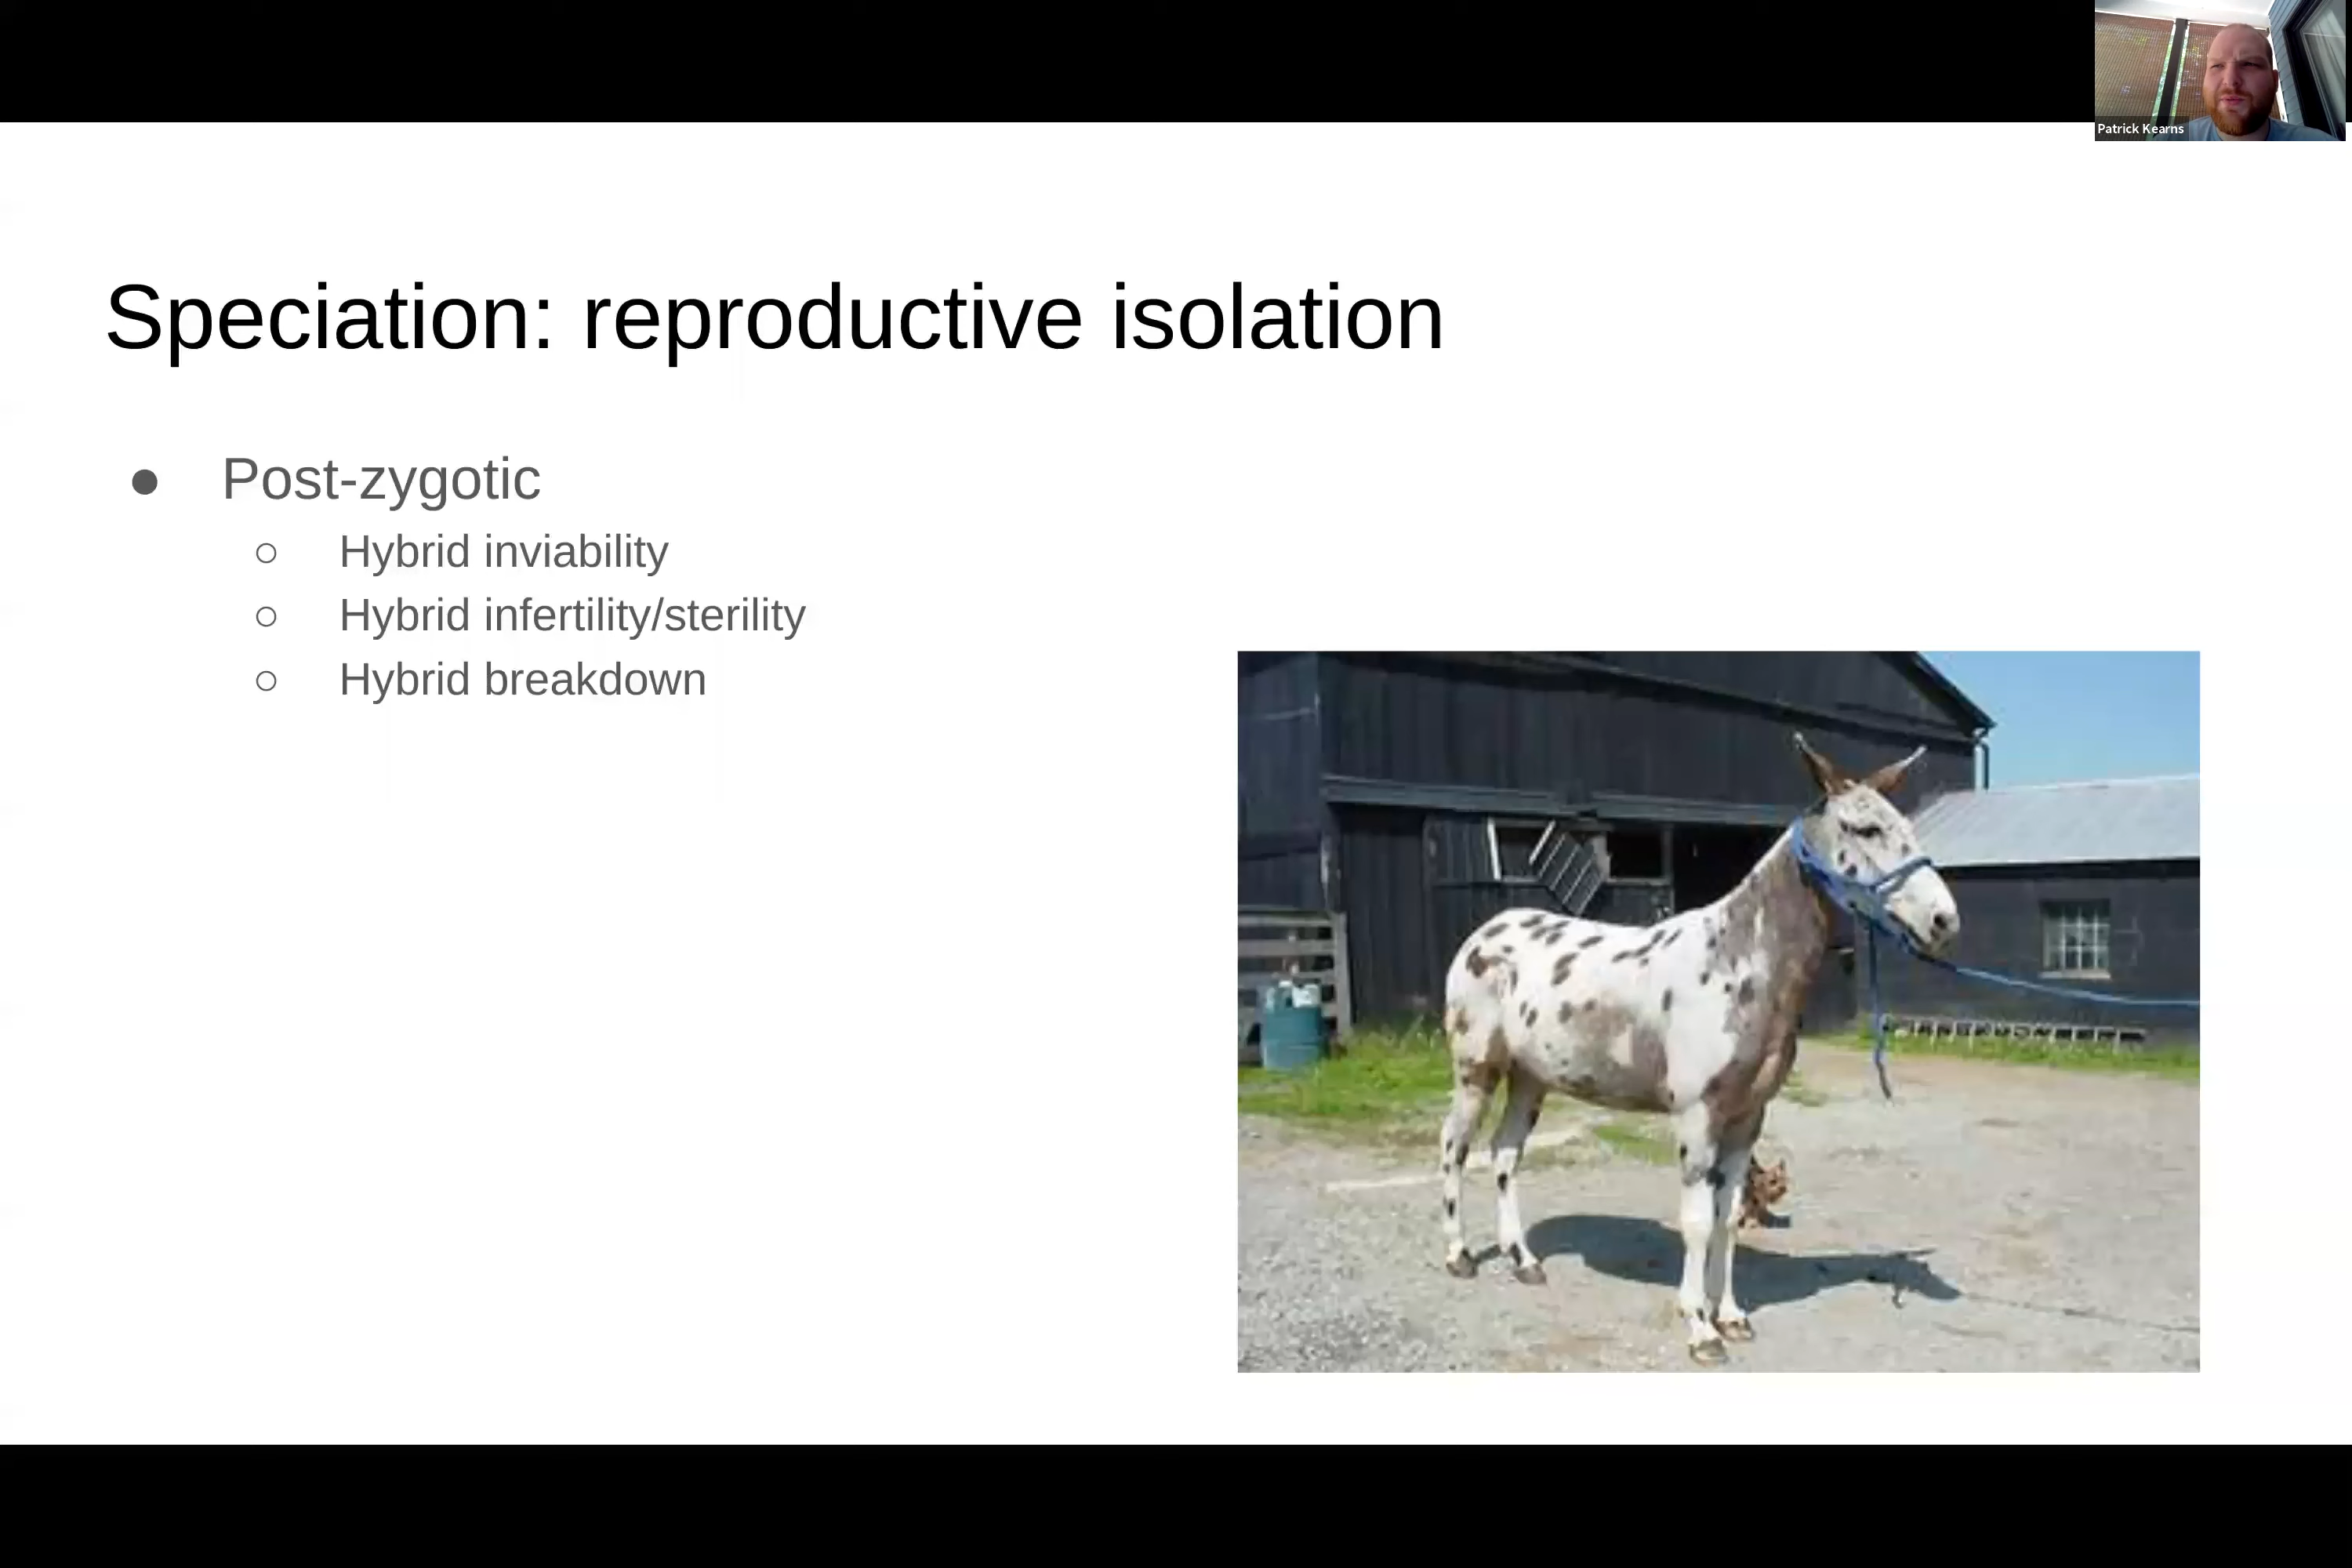 Patrick Kearns
Speciation: reproductive isolation
● Post-zygotic
○ Hybrid inviability
○ Hybrid infertility/sterility
○ Hybrid breakdown